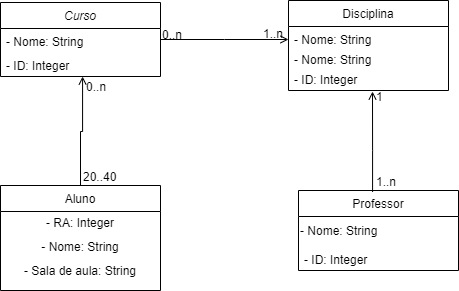 Curso
- Nome: String
- ID: Integer
0..n
1..n
Disciplina
- Nome: String
- Nome: String
- ID: Integer
0..n
1
20..40
1..n
Aluno
- RA: Integer
- Nome: String
- Sala de aula: String
Professor
- Nome: String
- ID: Integer